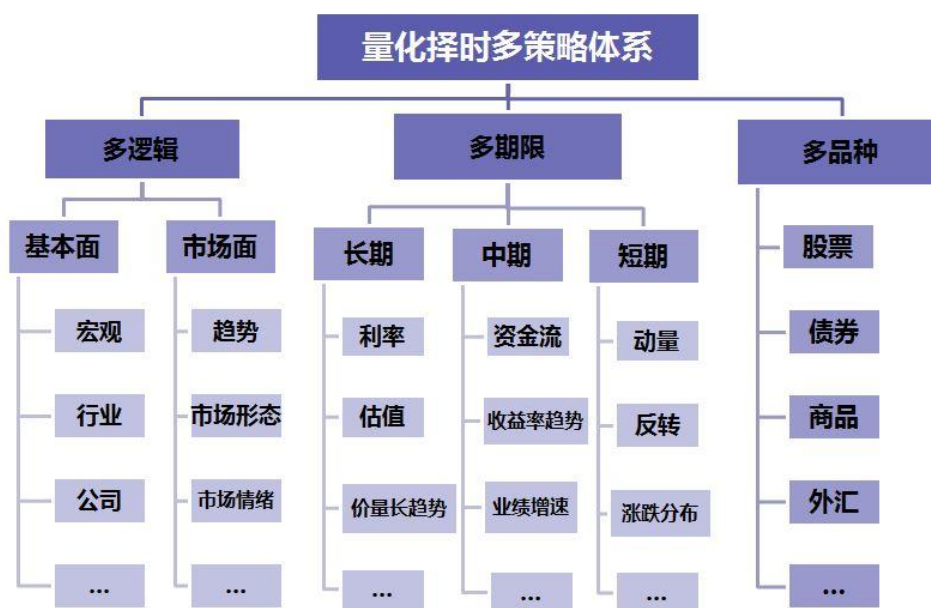 量化择时多策略体系
多逻辑
多期限
多品种
基本面
市场面
长期
中期
短期
股票
宏观
趋势
利率
资金流
动量
债券
行业
市场形态
估值
收益率趋势
反转
商品
公司
市场情绪
价量长趋势
业绩增速
涨跌分布
外汇
...
...
...
...
...
...